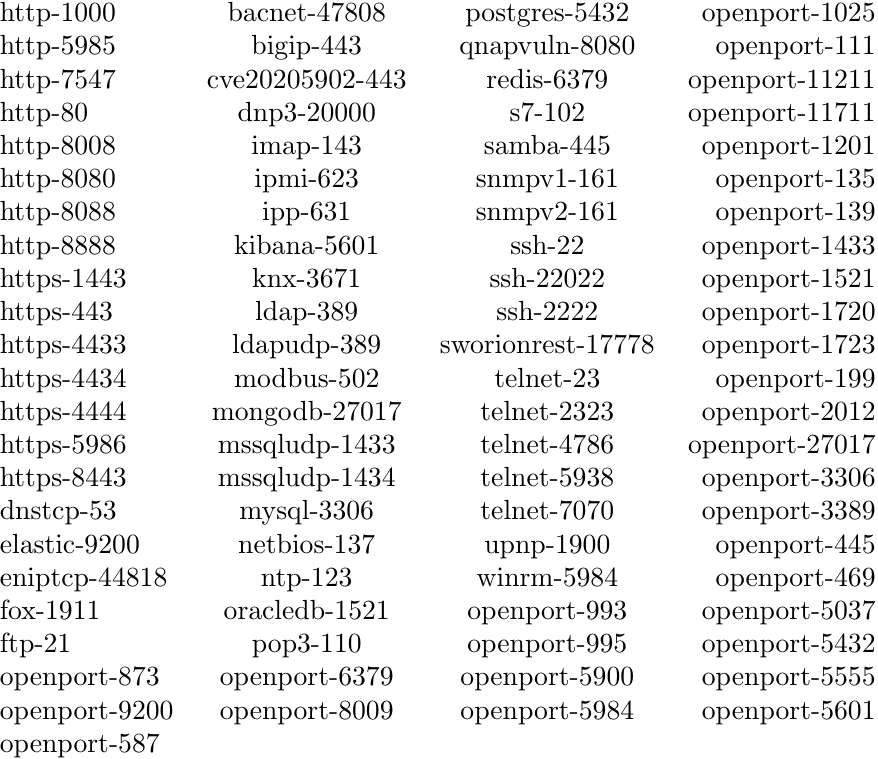 http-1000 bacnet-47808 postgres-5432 openport-1025
http-5985 bigip-443 qnapvuln-8080 openport-111
http-7547 cve20205902-443 redis-6379 openport-11211
http-80 dnp3-20000 s7-102 openport-11711
http-8008 imap-143 samba-445 openport-1201
http-8080 ipmi-623 snmpv1-161 openport-135
http-8088 ipp-631 snmpv2-161 openport-139
http-8888 kibana-5601 ssh-22 openport-1433
https-1443 knx-3671 ssh-22022 openport-1521
https-443 ldap-389 ssh-2222 openport-1720
https-4433 ldapudp-389 sworionrest-17778 openport-1723
https-4434 modbus-502 telnet-23 openport-199
https-4444 mongodb-27017 telnet-2323 openport-2012
https-5986 mssqludp-1433 telnet-4786 openport-27017
https-8443 mssqludp-1434 telnet-5938 openport-3306
dnstcp-53 mysql-3306 telnet-7070 openport-3389
elastic-9200 netbios-137 upnp-1900 openport-445
eniptcp-44818 ntp-123 winrm-5984 openport-469
fox-1911 oracledb-1521 openport-993 openport-5037
ftp-21 pop3-110 openport-995 openport-5432
openport-873 openport-6379 openport-5900 openport-5555
openport-9200 openport-8009 openport-5984 openport-5601
openport-587